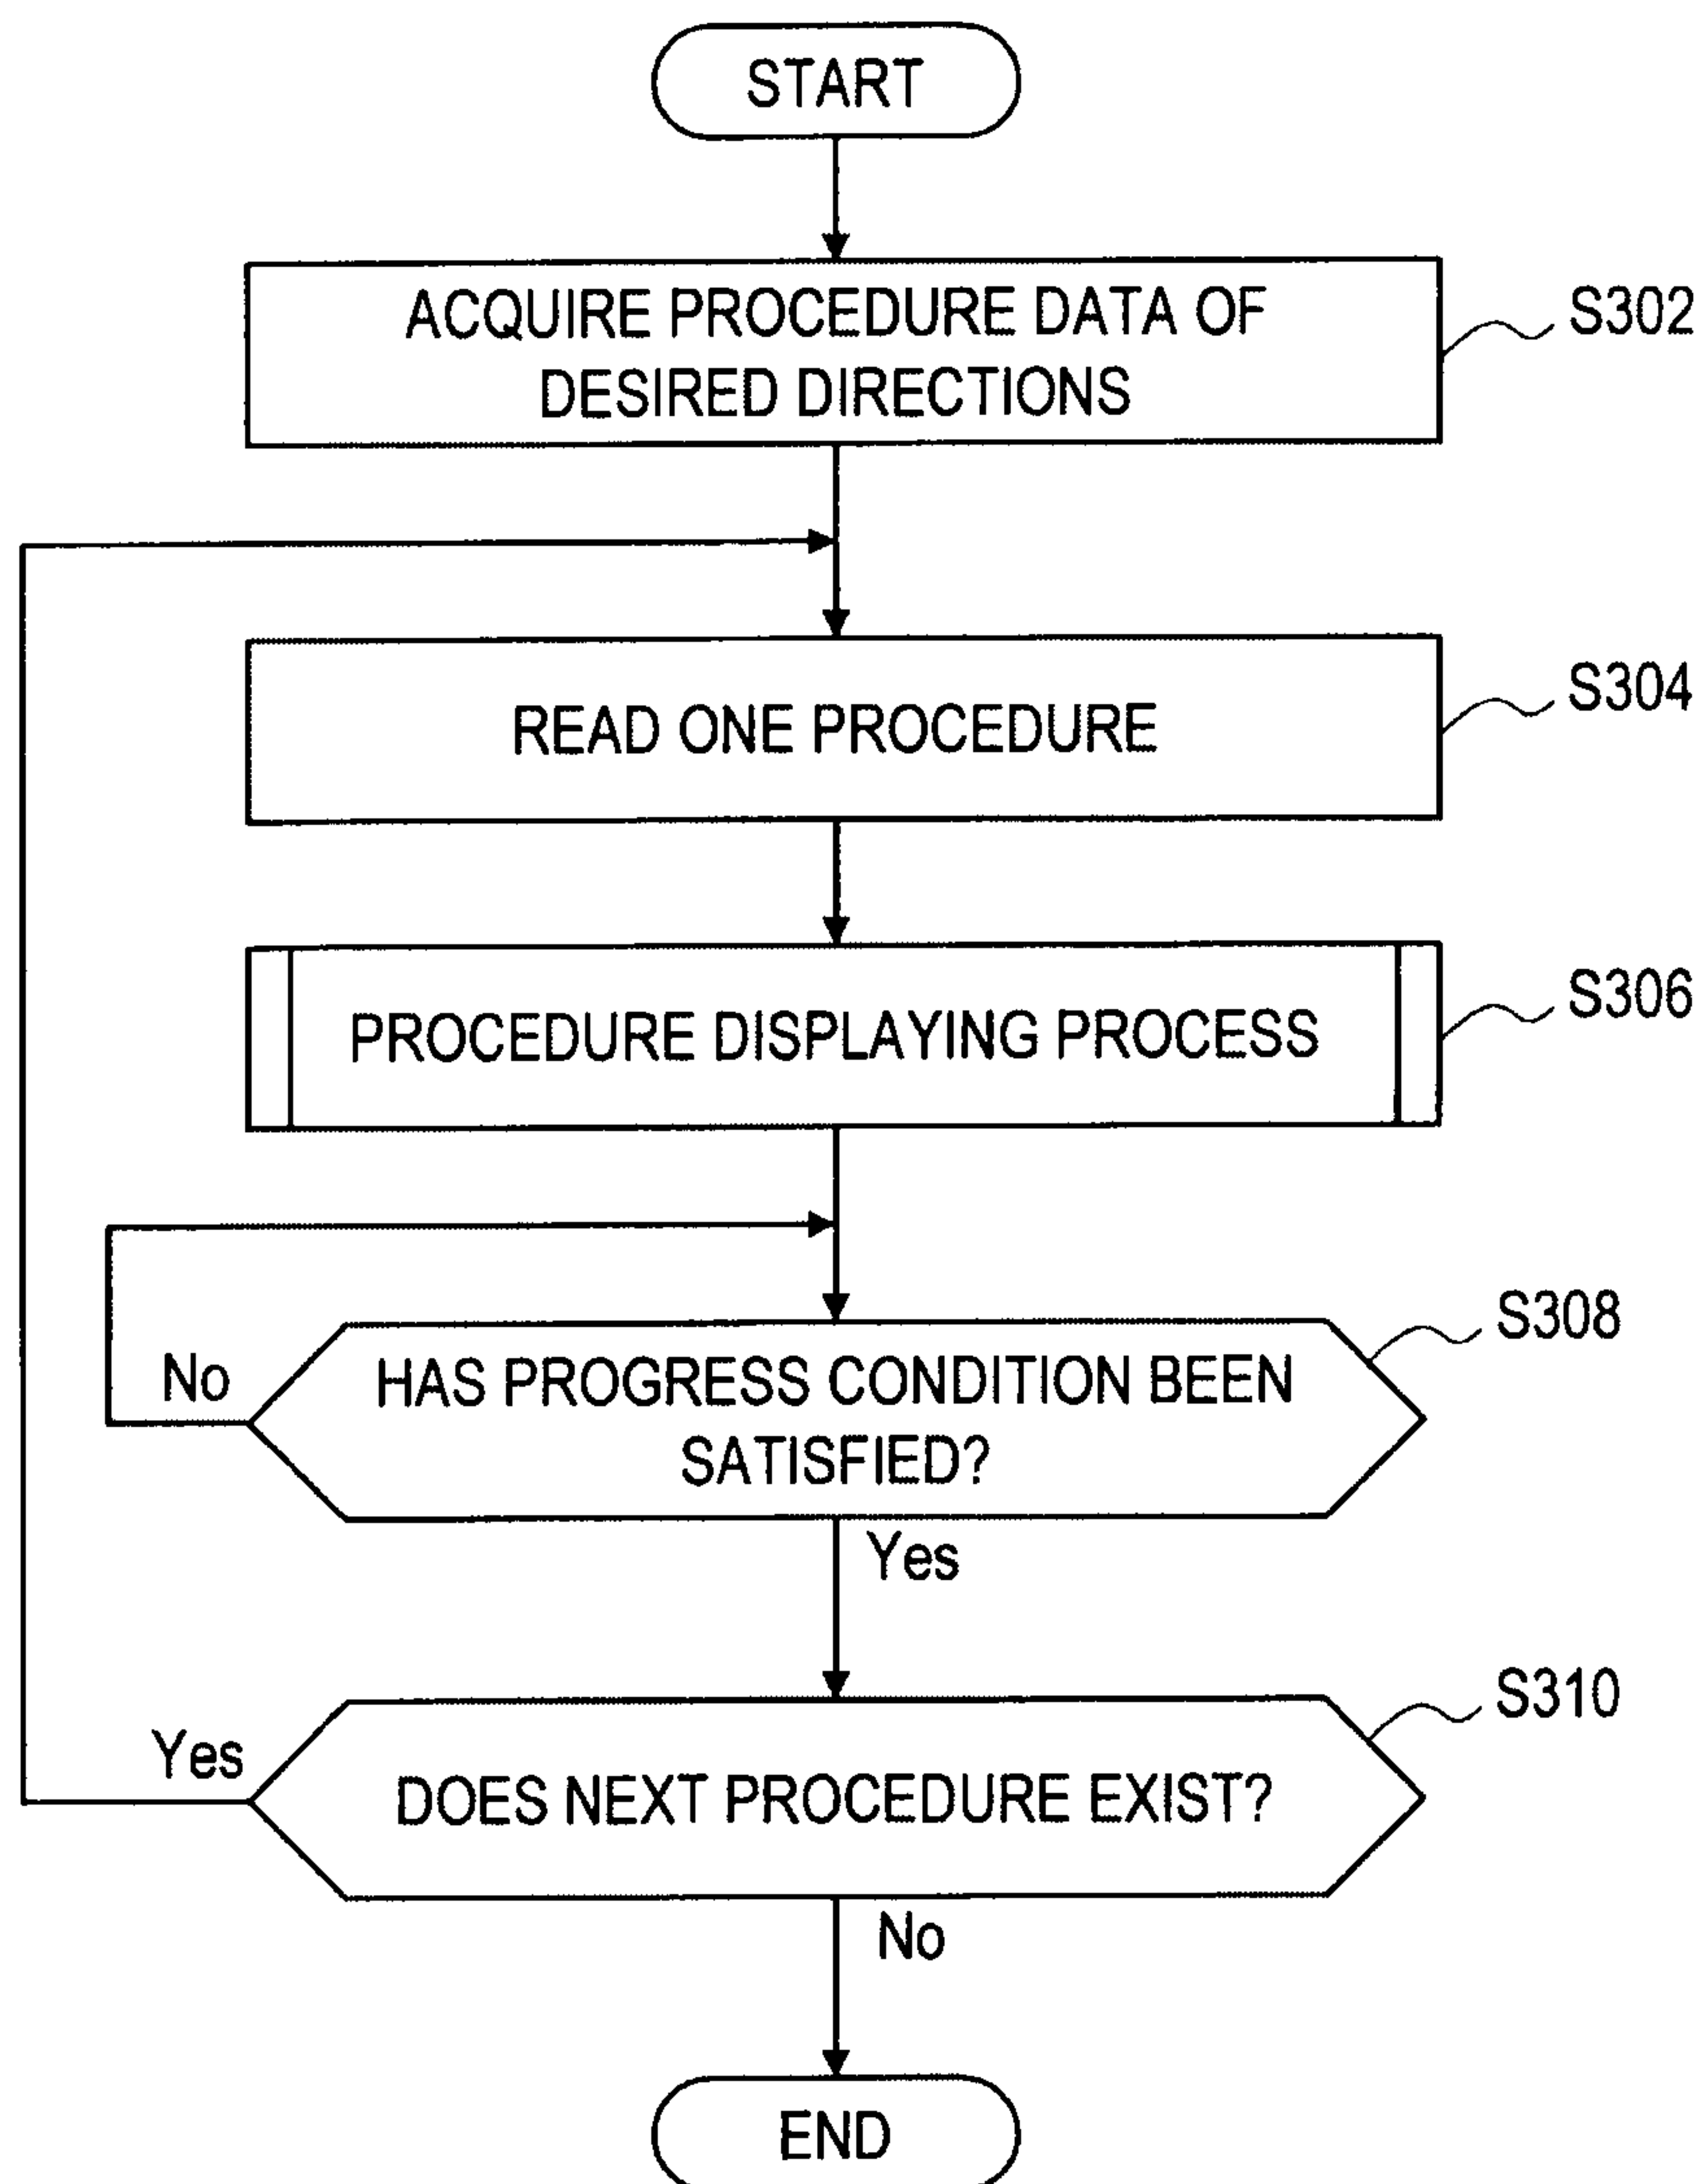 START
ACQUIRE PROCEDURE DATA OF
DESIRED DIRECTIONS
S302
READ ONE PROCEDURE
S304
PROCEDURE DISPLAYING PROCESS
S306
HAS PROGRESS CONDITION BEEN
SATISFIED?
S308
No
Yes
DOES NEXT PROCEDURE EXIST?
S310
Yes
No
END